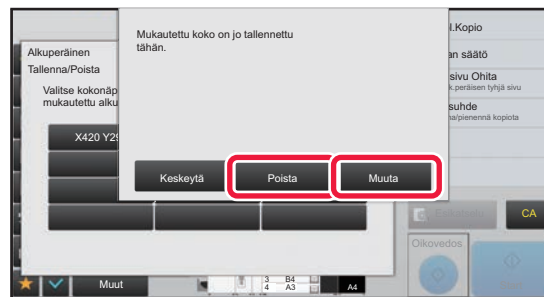 Mukautettu koko on jo tallennettu
tähän.
Keskeytä
Poista
Muuta
Alkuperäinen
Tallenna/Poista
Valitse kokonäp
mukautettu alku
X420 Y29
l.Kopio
an säätö
sivu Ohita
k.peräisen tyhjä sivu
suhde
na/pienennä kopiota
CA
Oikovedos
Muut
3 B4
4 A3
A4